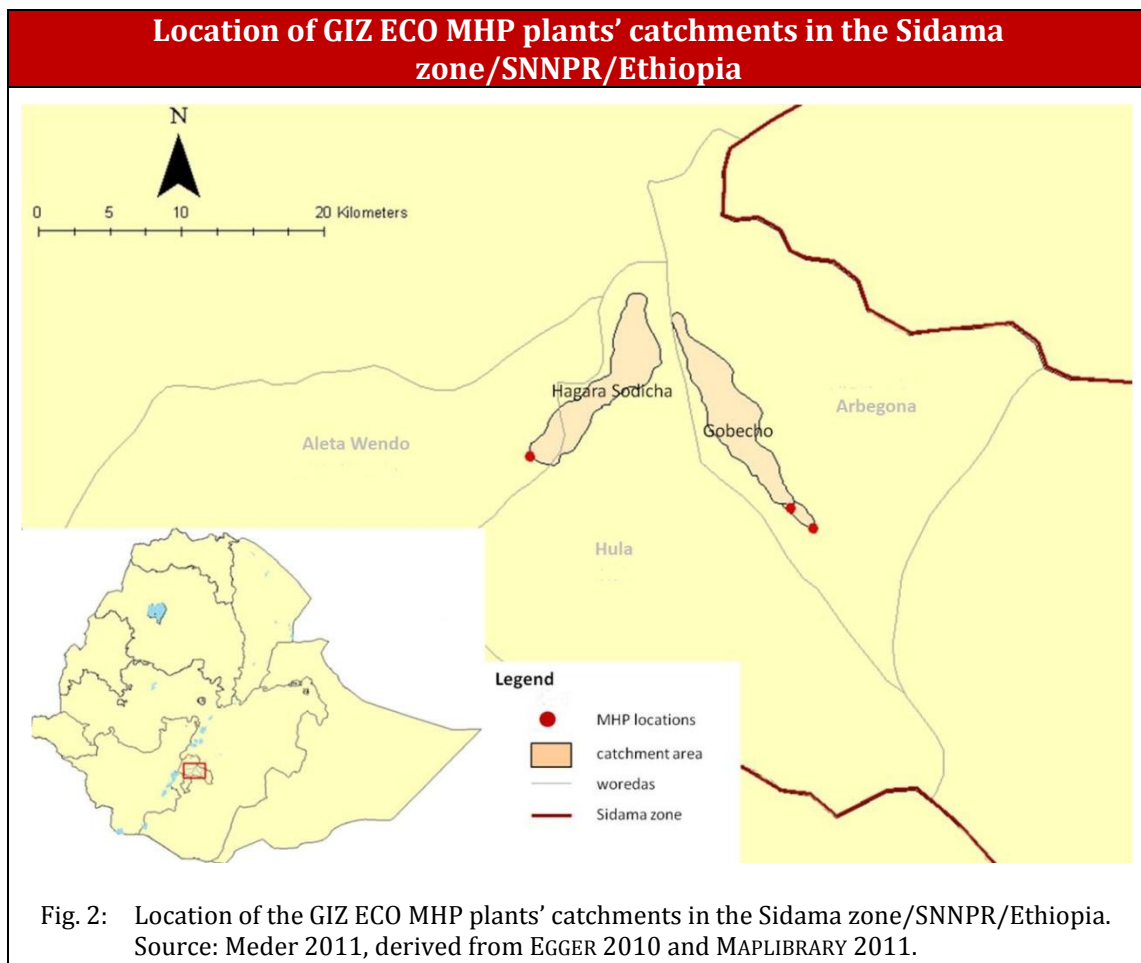 Location of GIZ ECO MHP plants’ catchments in the Sidama
zone/SNNPR/Ethiopia
N
0 5 10 20 Kilometers
Hagara Sodicha
Arbegona
Gobecho
Aleta Wendo
Hula
Legend
MHP locations
catchment area
woredas
Sidama zone
Fig. 2: Location of the GIZ ECO MHP plants’ catchments in the Sidama zone/SNNPR/Ethiopia.
Source: Meder 2011, derived from EGGER 2010 and MAPLIBRARY 2011.